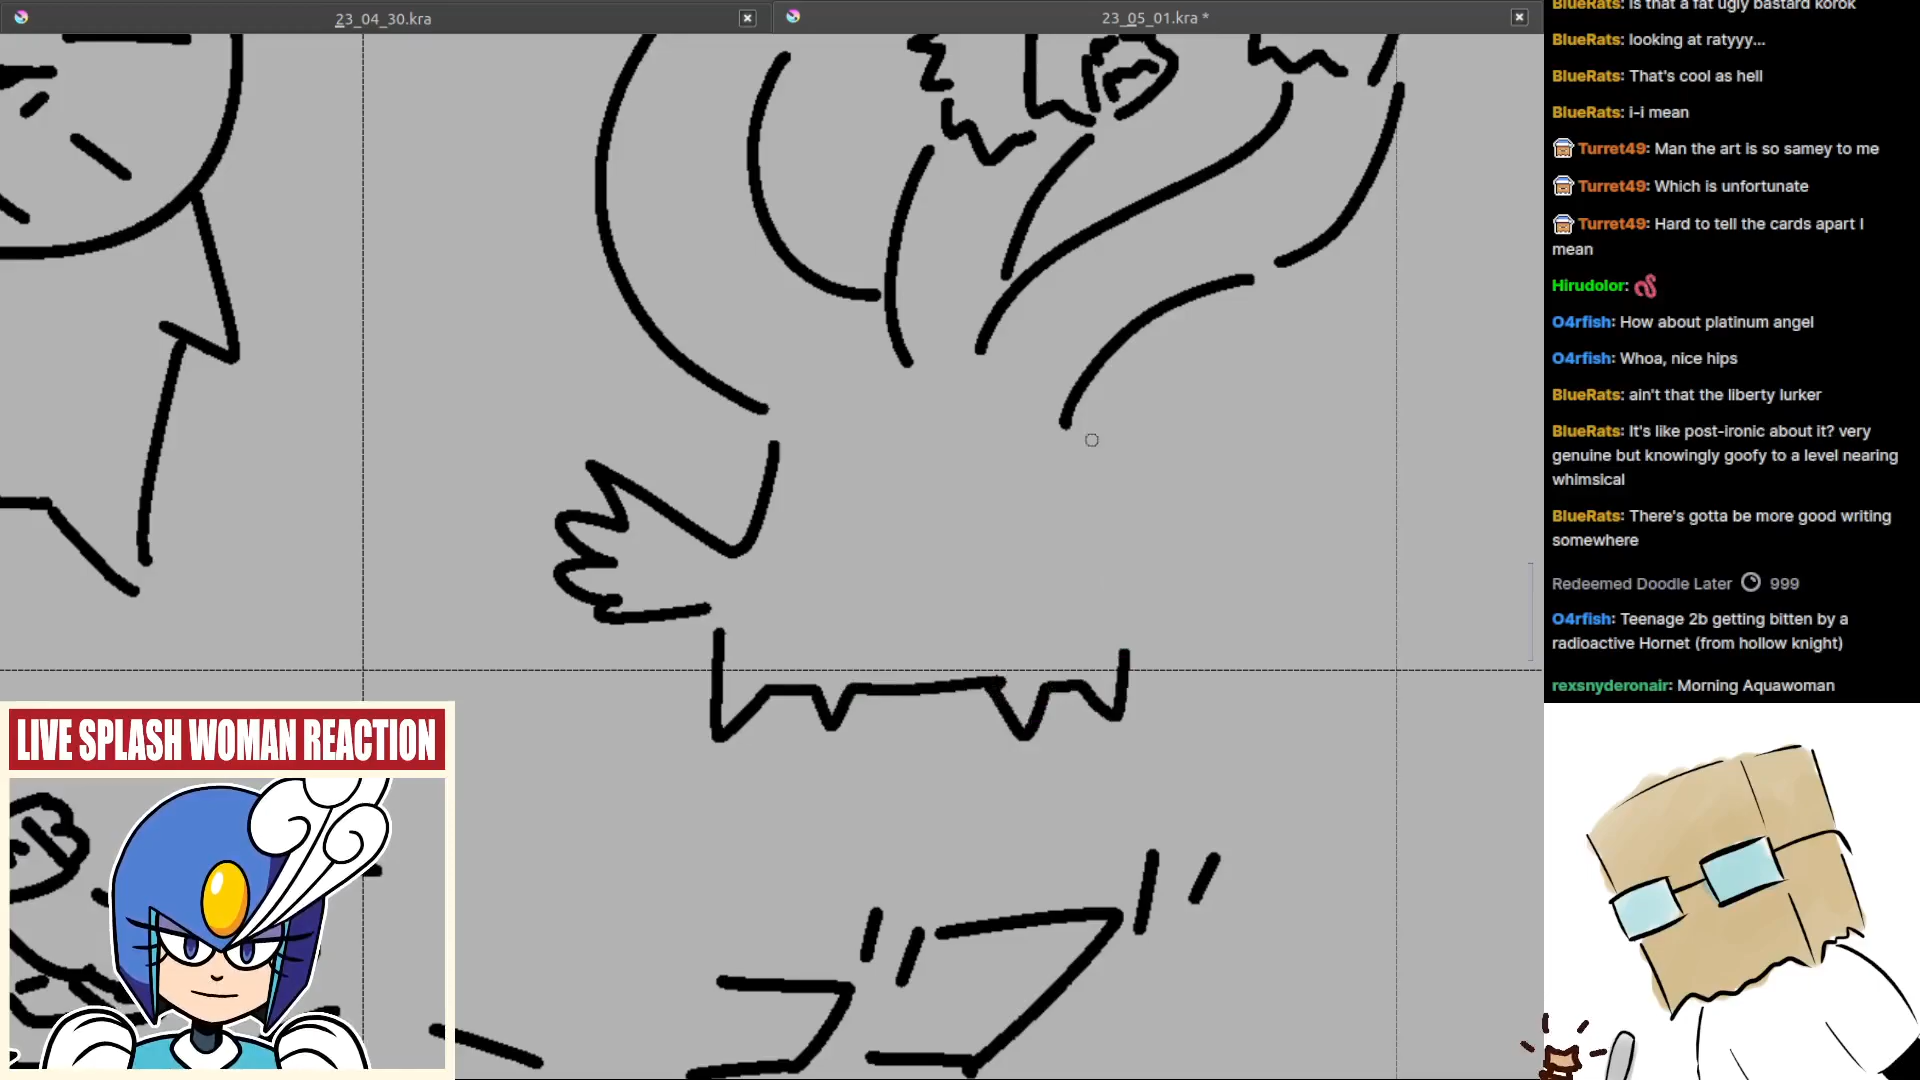 23_04_30.kra
23_05_01.kra *
BlueRats: Is that a fat ugly bastard korok
BlueRats: looking at ratyyy...
BlueRats: That's cool as hell
BlueRats: i-i mean
Turret49: Man the art is so samey to me
Turret49: Which is unfortunate
Turret49: Hard to tell the cards apart I
mean
Hirudolor:
O4rfish: How about platinum angel
O4rfish: Whoa, nice hips
BlueRats: ain't that the liberty lurker
BlueRats: It's like post-ironic about it? very
genuine but knowingly goofy to a level nearing
whimsical
BlueRats: There's gotta be more good writing
somewhere
Redeemed Doodle Later 999
O4rfish: Teenage 2b getting bitten by a
radioactive Hornet (from hollow knight)
rexsnyderonair: Morning Aquawoman
LIVE SPLASH WOMAN REACTION